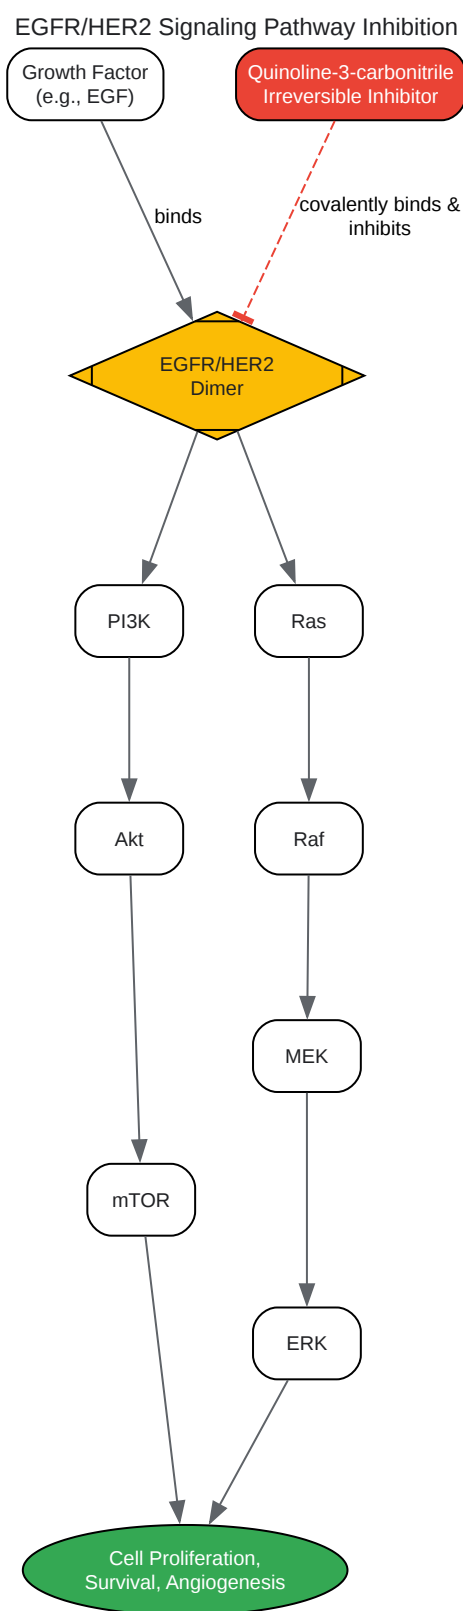 EGFR/HER2 Signaling Pathway Inhibition
Growth Factor
(e.g., EGF)
Quinoline-3-carbonitrile
Irreversible Inhibitor
binds
covalently binds &
inhibits
EGFR/HER2
Dimer
PI3K
Ras
Akt
Raf
MEK
mTOR
ERK
Cell Proliferation,
Survival, Angiogenesis